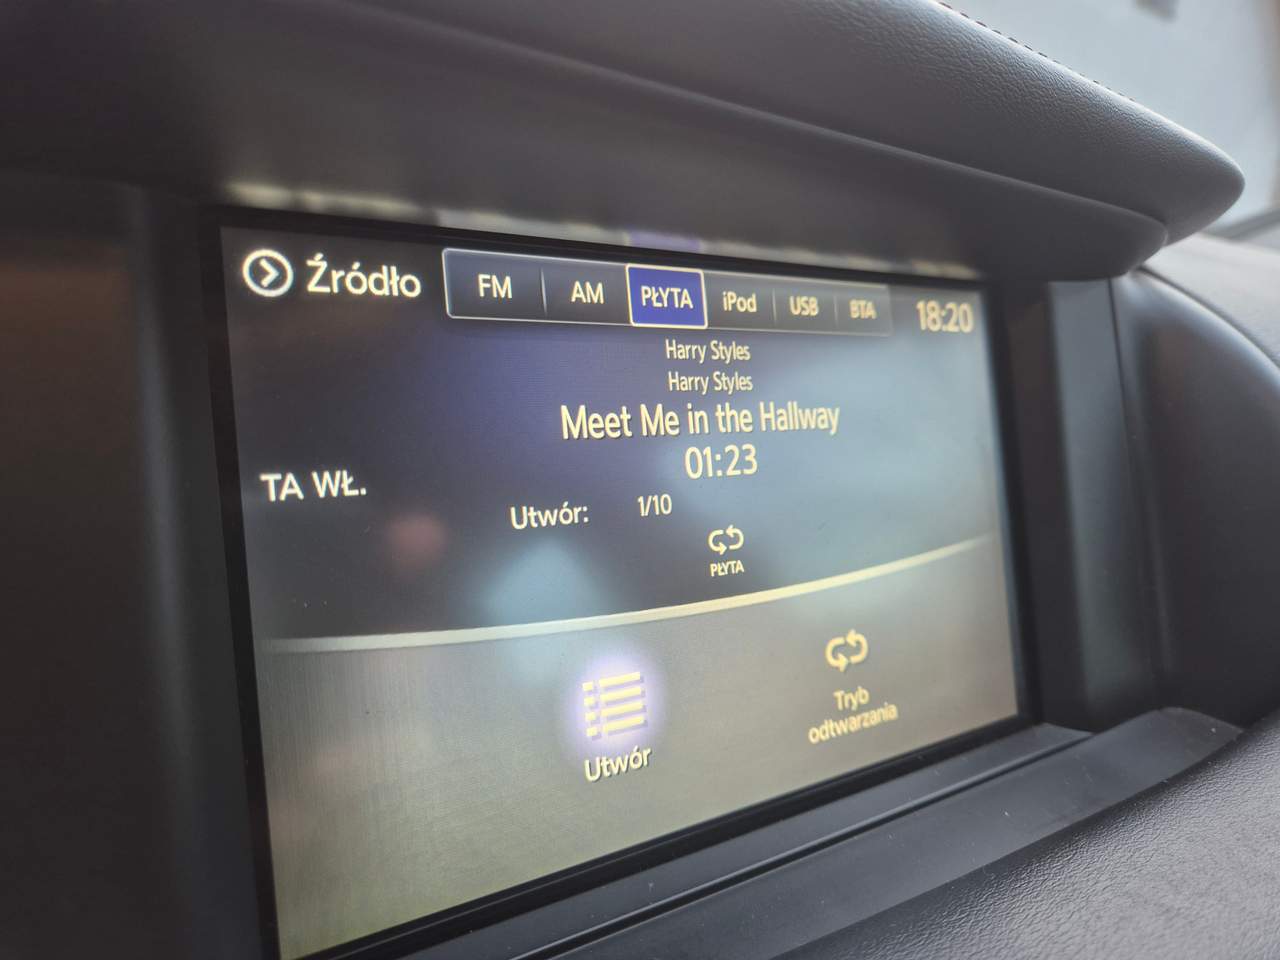 Źródło
FM AM PŁYTA iPod USB BTA
18:20
Harry Styles
Harry Styles
Meet Me in the Hallway
01:23
TA WŁ.
Utwór: 1/10
PŁYTA
Utwór
Tryb
odtwarzania